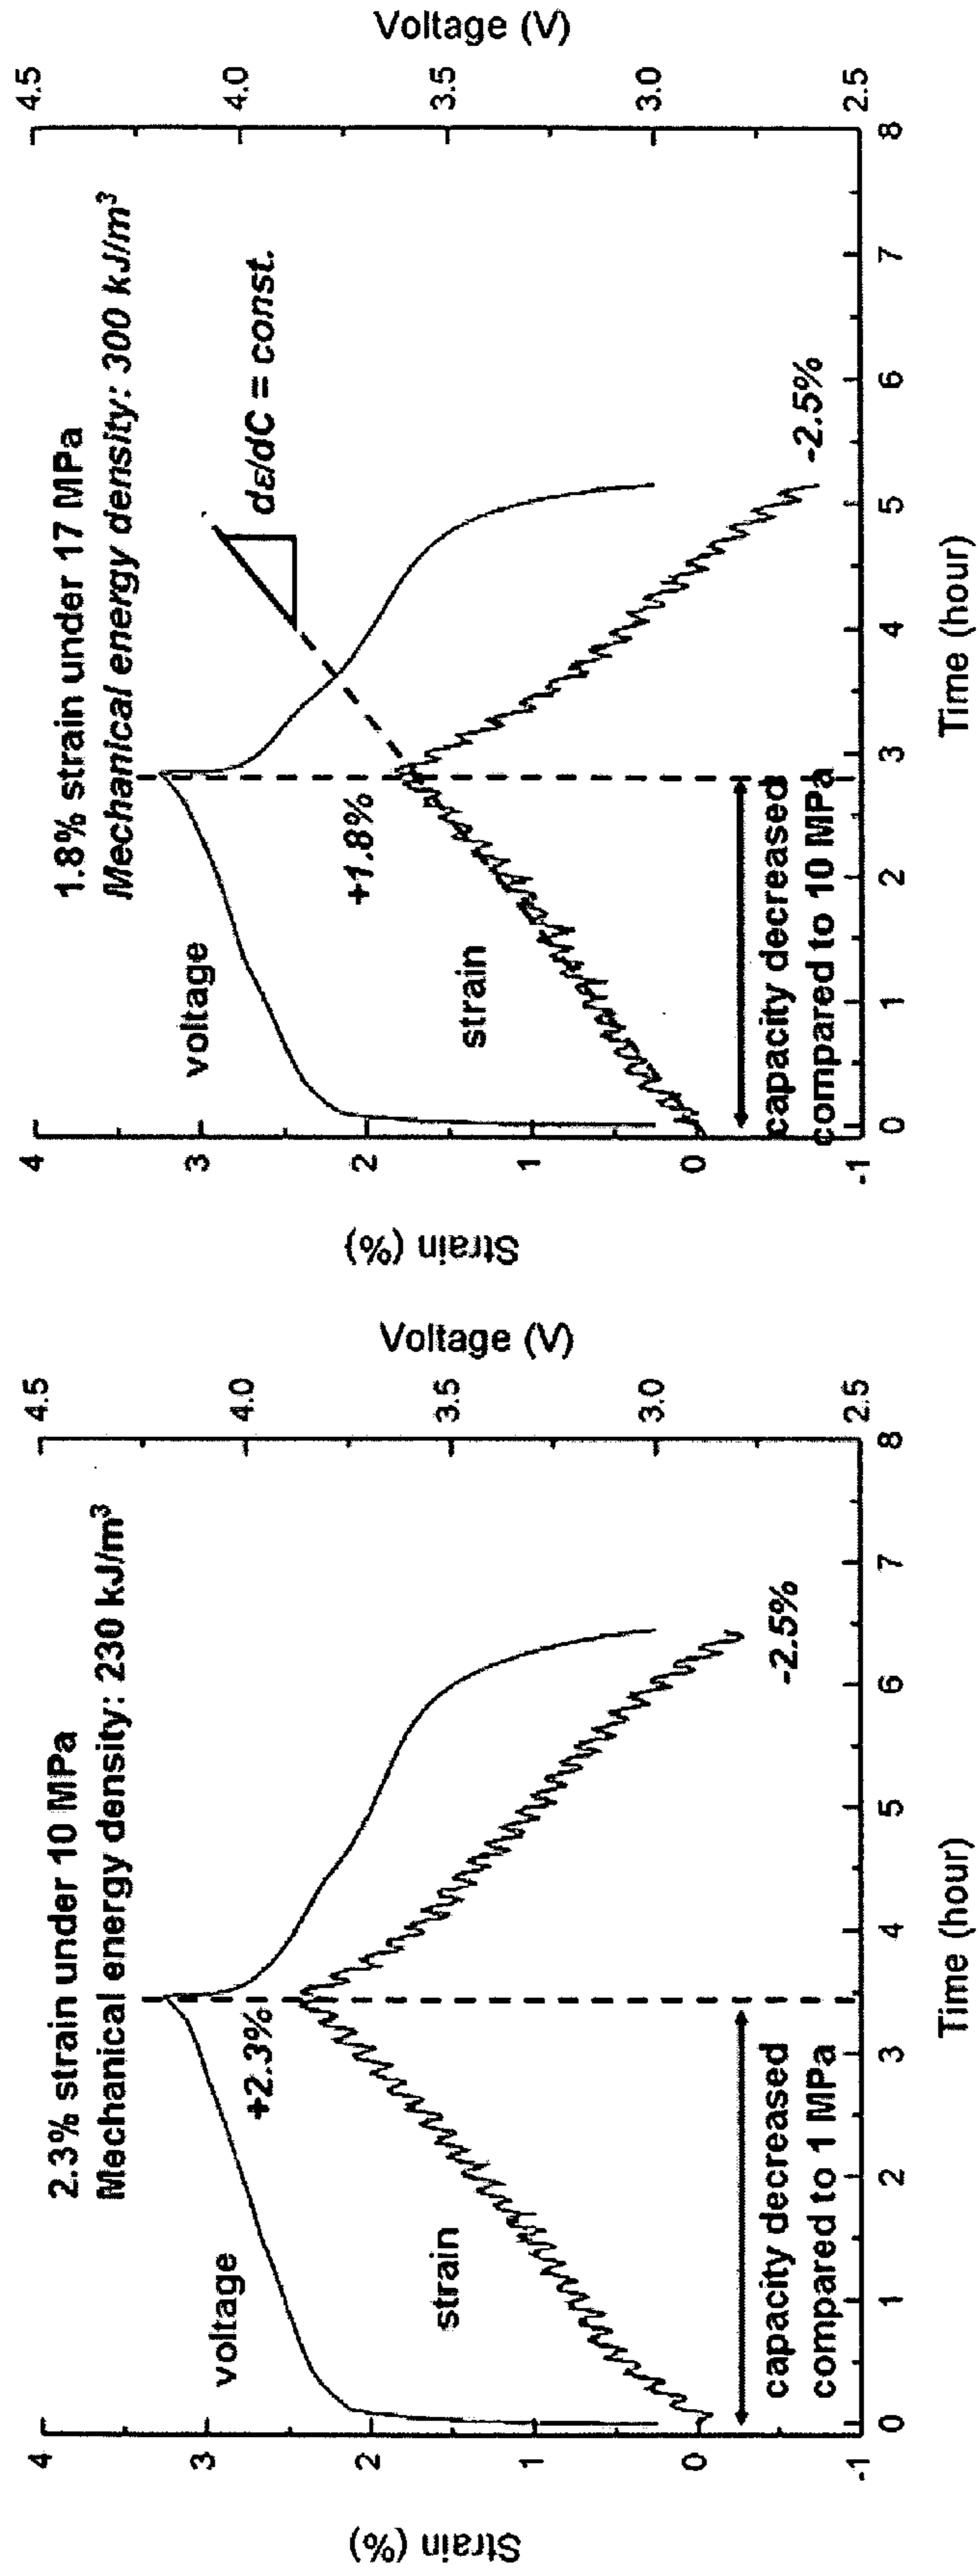 2.3% strain under 10 MPa
Mechanical energy density: 230 kJ/m³
Strain (%)
4
3
2
1
0
-1
voltage
strain
+2.3%
-2.5%
capacity decreased
compared to 1 MPa
0
1
2
3
4
5
6
7
8
Time (hour)
4.5
4.0
3.5
3.0
2.5
Voltage (V)
1.8% strain under 17 MPa
Mechanical energy density: 300 kJ/m³
Strain (%)
4
3
2
1
0
-1
voltage
strain
+1.8%
dε/dC = const.
-2.5%
capacity decreased
compared to 10 MPa
0
1
2
3
4
5
6
7
8
Time (hour)
4.5
4.0
3.5
3.0
2.5
Voltage (V)